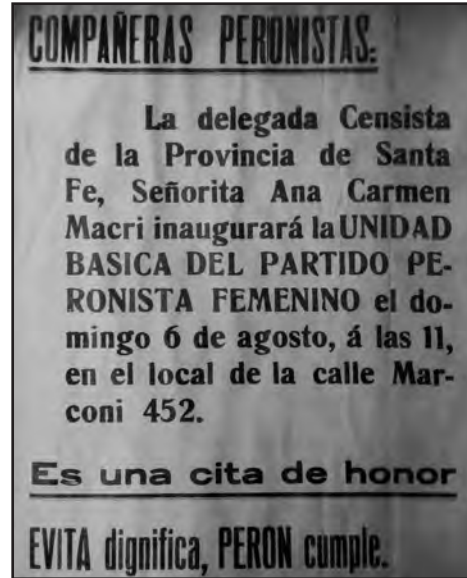 COMPAÑERAS PERONISTAS:
La delegada Censista
de la Provincia de Santa
Fe, Señorita Ana Carmen
Macri inaugurará la UNIDAD
BASICA DEL PARTIDO PE-
RONISTA FEMENINO el do-
mingo 6 de agosto, á las 11,
en el local de la calle Mar-
coni 452.
Es una cita de honor
EVITA dignifica, PERON cumple.